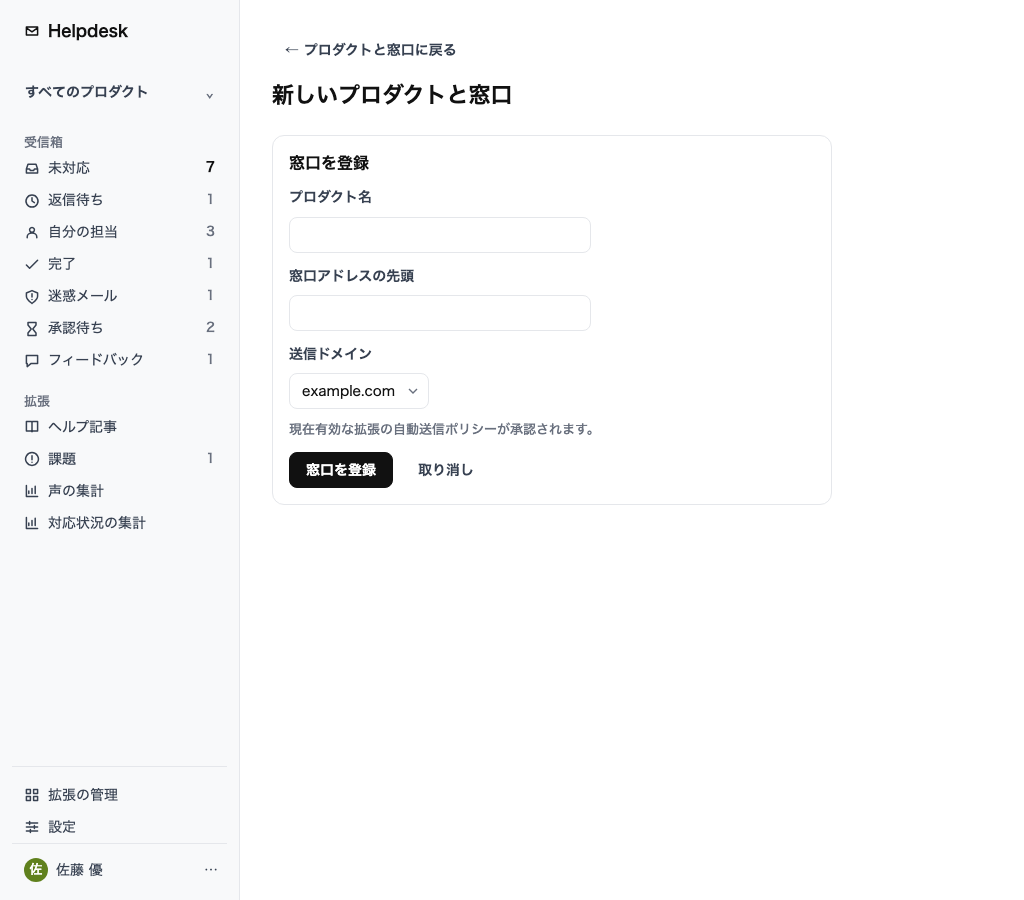 Helpdesk
すべてのプロダクト
受信箱
未対応 7
返信待ち 1
自分の担当 3
完了 1
迷惑メール 1
承認待ち 2
フィードバック 1
拡張
ヘルプ記事
課題 1
声の集計
対応状況の集計
拡張の管理
設定
佐 佐藤 優 …
← プロダクトと窓口に戻る
新しいプロダクトと窓口
窓口を登録
プロダクト名
窓口アドレスの先頭
送信ドメイン
example.com
現在有効な拡張の自動送信ポリシーが承認されます。
窓口を登録 取り消し